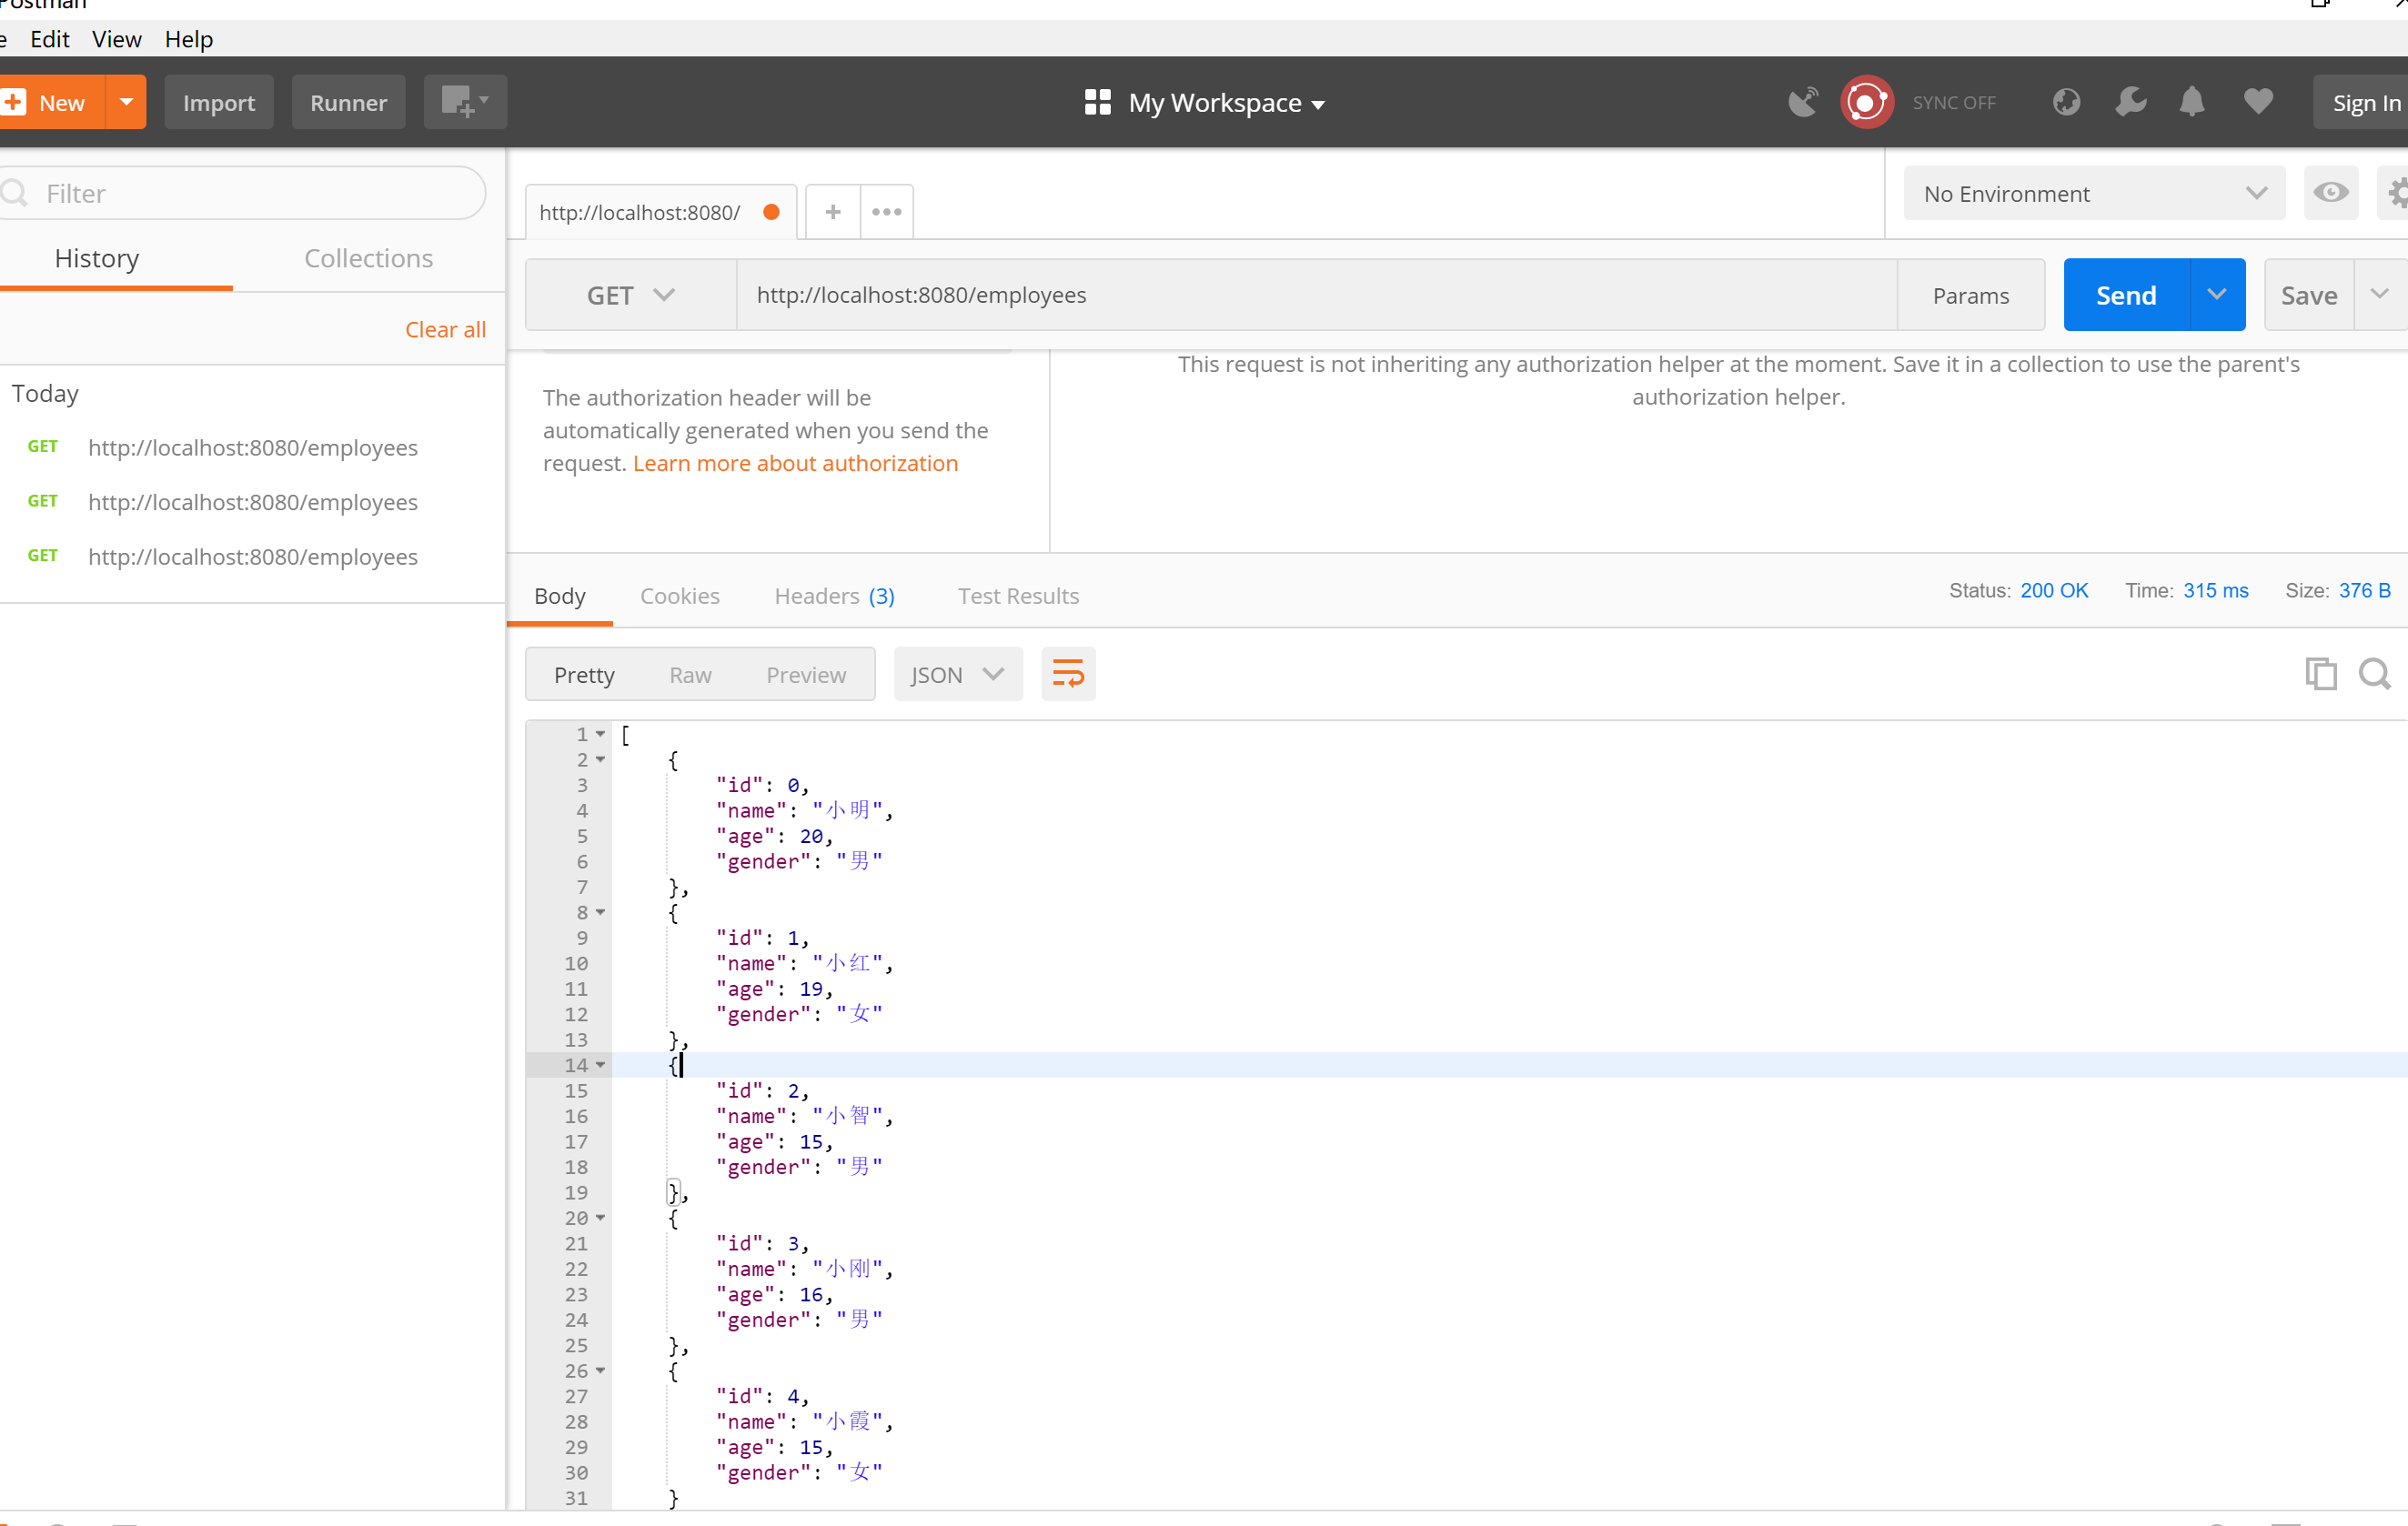 Postman
e Edit View Help
New Import Runner My Workspace SYNC OFF Sign In
Filter
http://localhost:8080/ + ••• No Environment
History Collections
GET http://localhost:8080/employees Params Send Save
Clear all
This request is not inheriting any authorization helper at the moment. Save it in a collection to use the parent's
authorization helper.
The authorization header will be
automatically generated when you send the
request. Learn more about authorization
Today
GET http://localhost:8080/employees
GET http://localhost:8080/employees
GET http://localhost:8080/employees
Body Cookies Headers (3) Test Results Status: 200 OK Time: 315 ms Size: 376 B
Pretty Raw Preview JSON
1 [
2 {
3 "id": 0,
4 "name": "小明",
5 "age": 20,
6 "gender": "男"
7 },
8 {
9 "id": 1,
10 "name": "小红",
11 "age": 19,
12 "gender": "女"
13 },
14 {
15 "id": 2,
16 "name": "小智",
17 "age": 15,
18 "gender": "男"
19 },
20 {
21 "id": 3,
22 "name": "小刚",
23 "age": 16,
24 "gender": "男"
25 },
26 {
27 "id": 4,
28 "name": "小霞",
29 "age": 15,
30 "gender": "女"
31 }